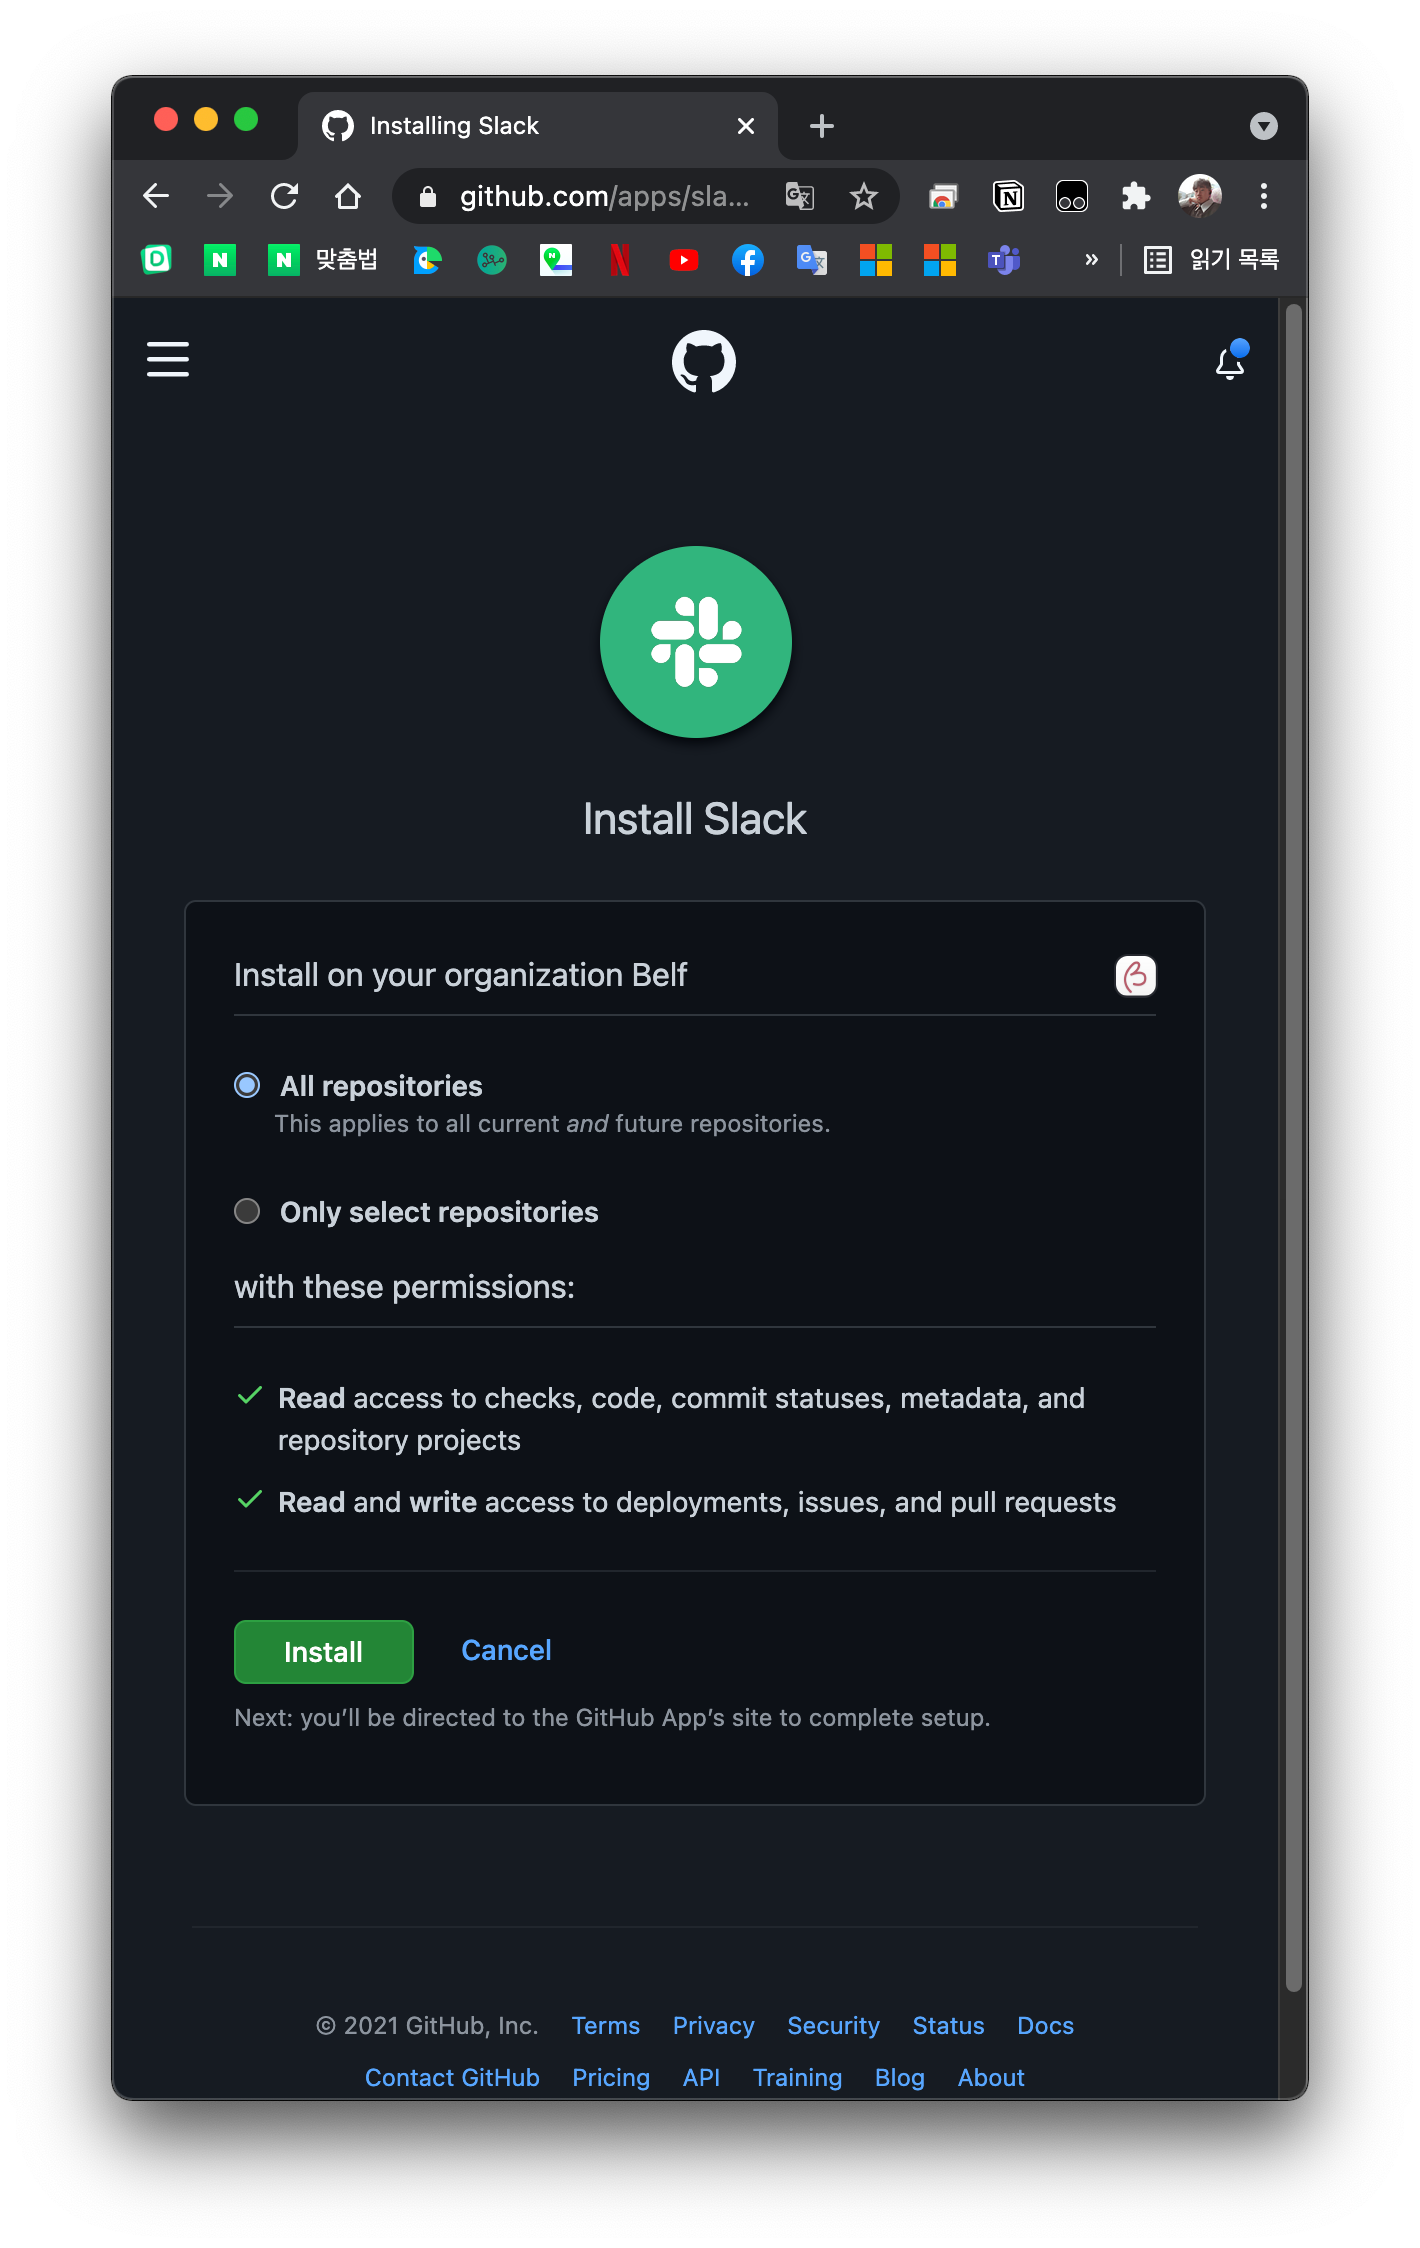 Installing Slack
github.com/apps/sla...
맞춤법
읽기 목록
Install Slack
Install on your organization Belf
All repositories
This applies to all current and future repositories.
Only select repositories
with these permissions:
Read access to checks, code, commit statuses, metadata, and
repository projects
Read and write access to deployments, issues, and pull requests
Install Cancel
Next: you’ll be directed to the GitHub App’s site to complete setup.
© 2021 GitHub, Inc. Terms Privacy Security Status Docs
Contact GitHub Pricing API Training Blog About